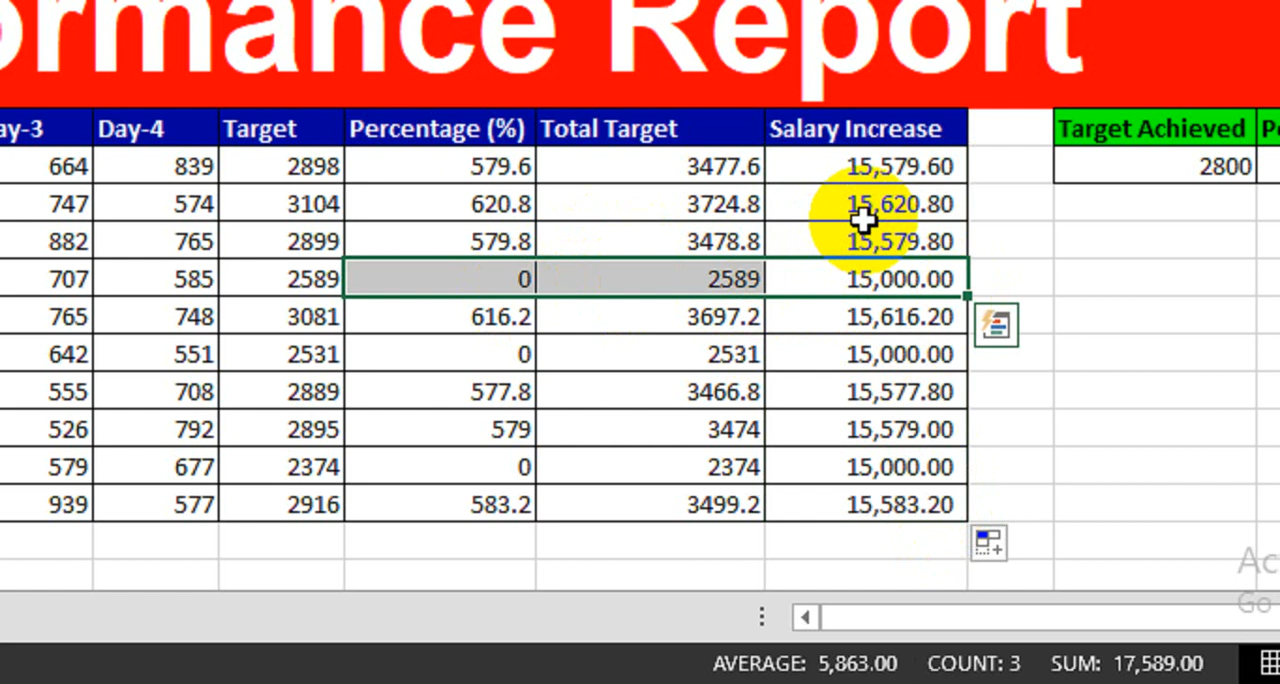 ormance Report
ay-3 Day-4 Target Percentage (%) Total Target Salary Increase Target Achieved P
664 839 2898 579.6 3477.6 15,579.60 2800
747 574 3104 620.8 3724.8 15,620.80
882 765 2899 579.8 3478.8 15,579.80
707 585 2589 0 2589 15,000.00
765 748 3081 616.2 3697.2 15,616.20
642 551 2531 0 2531 15,000.00
555 708 2889 577.8 3466.8 15,577.80
526 792 2895 579 3474 15,579.00
579 677 2374 0 2374 15,000.00
939 577 2916 583.2 3499.2 15,583.20
Ac
Go
AVERAGE: 5,863.00 COUNT: 3 SUM: 17,589.00